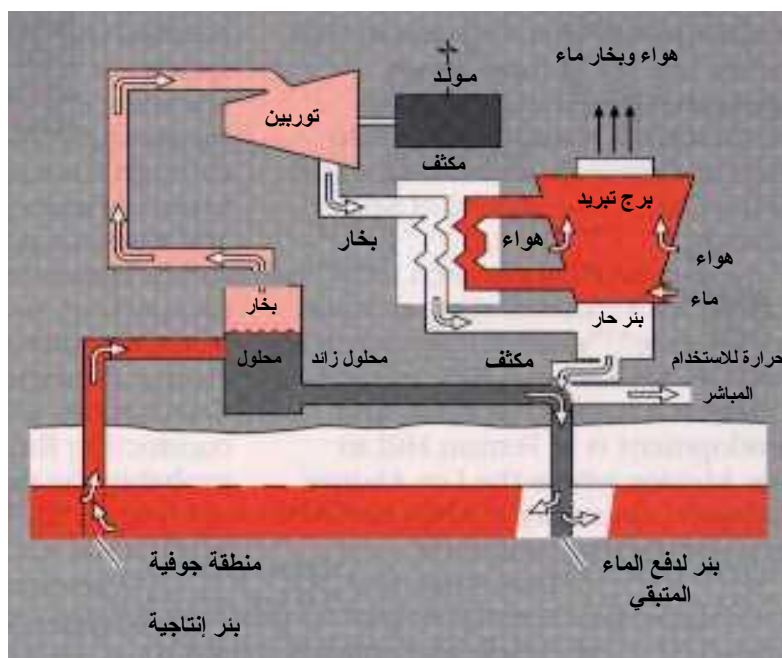 هواء وبخار ماء
مولد
توربين
مكثف
برج تبريد
بخار
هواء
هواء
ماء
بخار
بئر حار
محلول
محلول زائد
مكثف
حرارة للاستخدام
المباشر
منطقة جوفية
بئر لدفع الماء
المتبقي
بئر إنتاجية